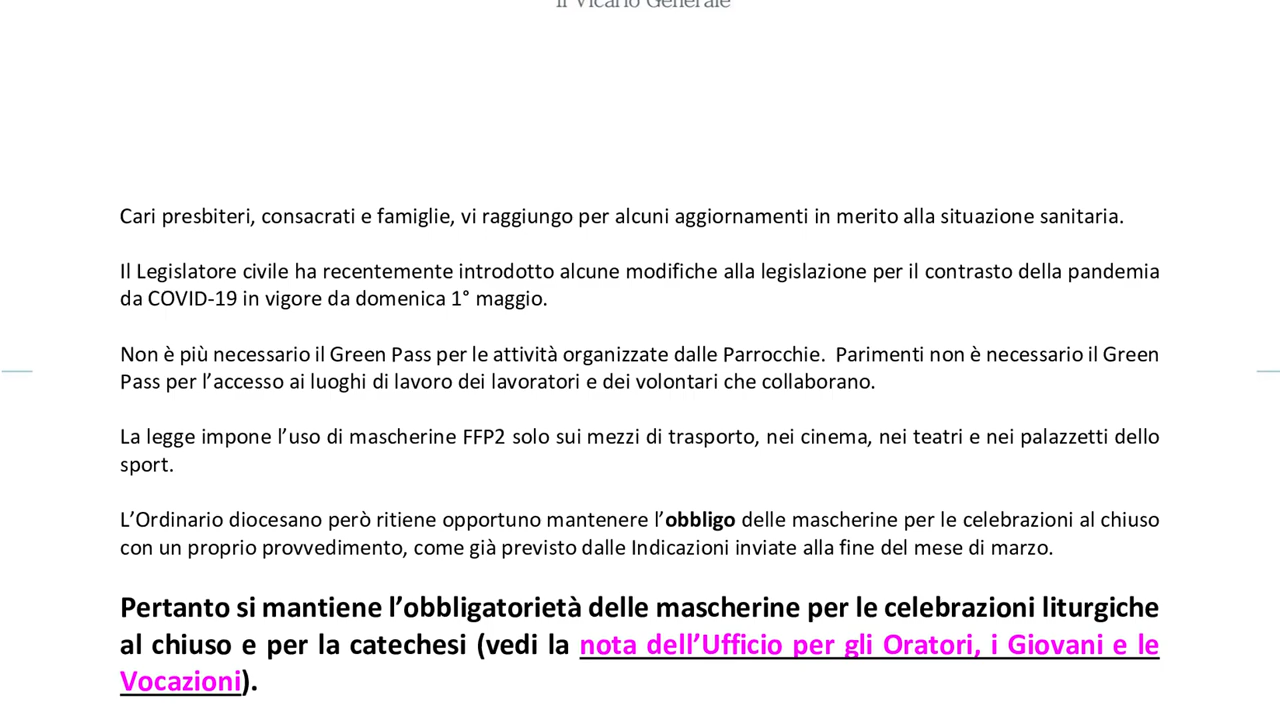 Il Vicario Generale
Cari presbiteri, consacrati e famiglie, vi raggiungo per alcuni aggiornamenti in merito alla situazione sanitaria.
Il Legislatore civile ha recentemente introdotto alcune modifiche alla legislazione per il contrasto della pandemia
da COVID-19 in vigore da domenica 1° maggio.
Non è più necessario il Green Pass per le attività organizzate dalle Parrocchie.  Parimenti non è necessario il Green
Pass per l’accesso ai luoghi di lavoro dei lavoratori e dei volontari che collaborano.
La legge impone l’uso di mascherine FFP2 solo sui mezzi di trasporto, nei cinema, nei teatri e nei palazzetti dello
sport.
L’Ordinario diocesano però ritiene opportuno mantenere l’obbligo delle mascherine per le celebrazioni al chiuso
con un proprio provvedimento, come già previsto dalle Indicazioni inviate alla fine del mese di marzo.
Pertanto si mantiene l’obbligatorietà delle mascherine per le celebrazioni liturgiche
al chiuso e per la catechesi (vedi la nota dell’Ufficio per gli Oratori, i Giovani e le
Vocazioni).